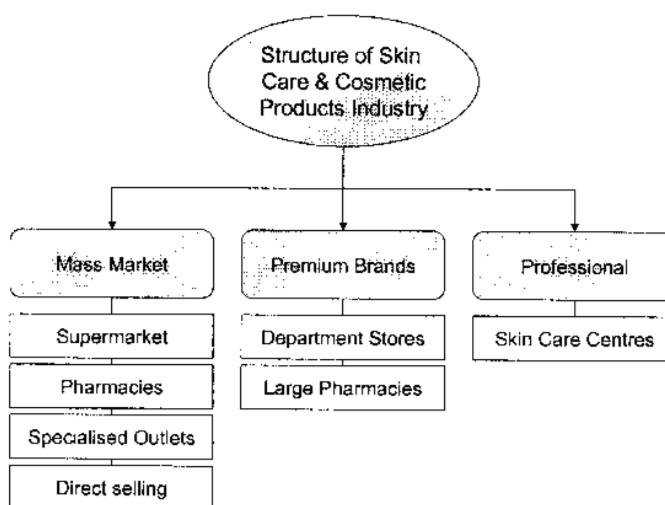 Structure of Skin
Care & Cosmetic
Products Industry
Mass Market
Premium Brands
Professional
Supermarket
Department Stores
Skin Care Centres
Pharmacies
Large Pharmacies
Specialised Outlets
Direct selling